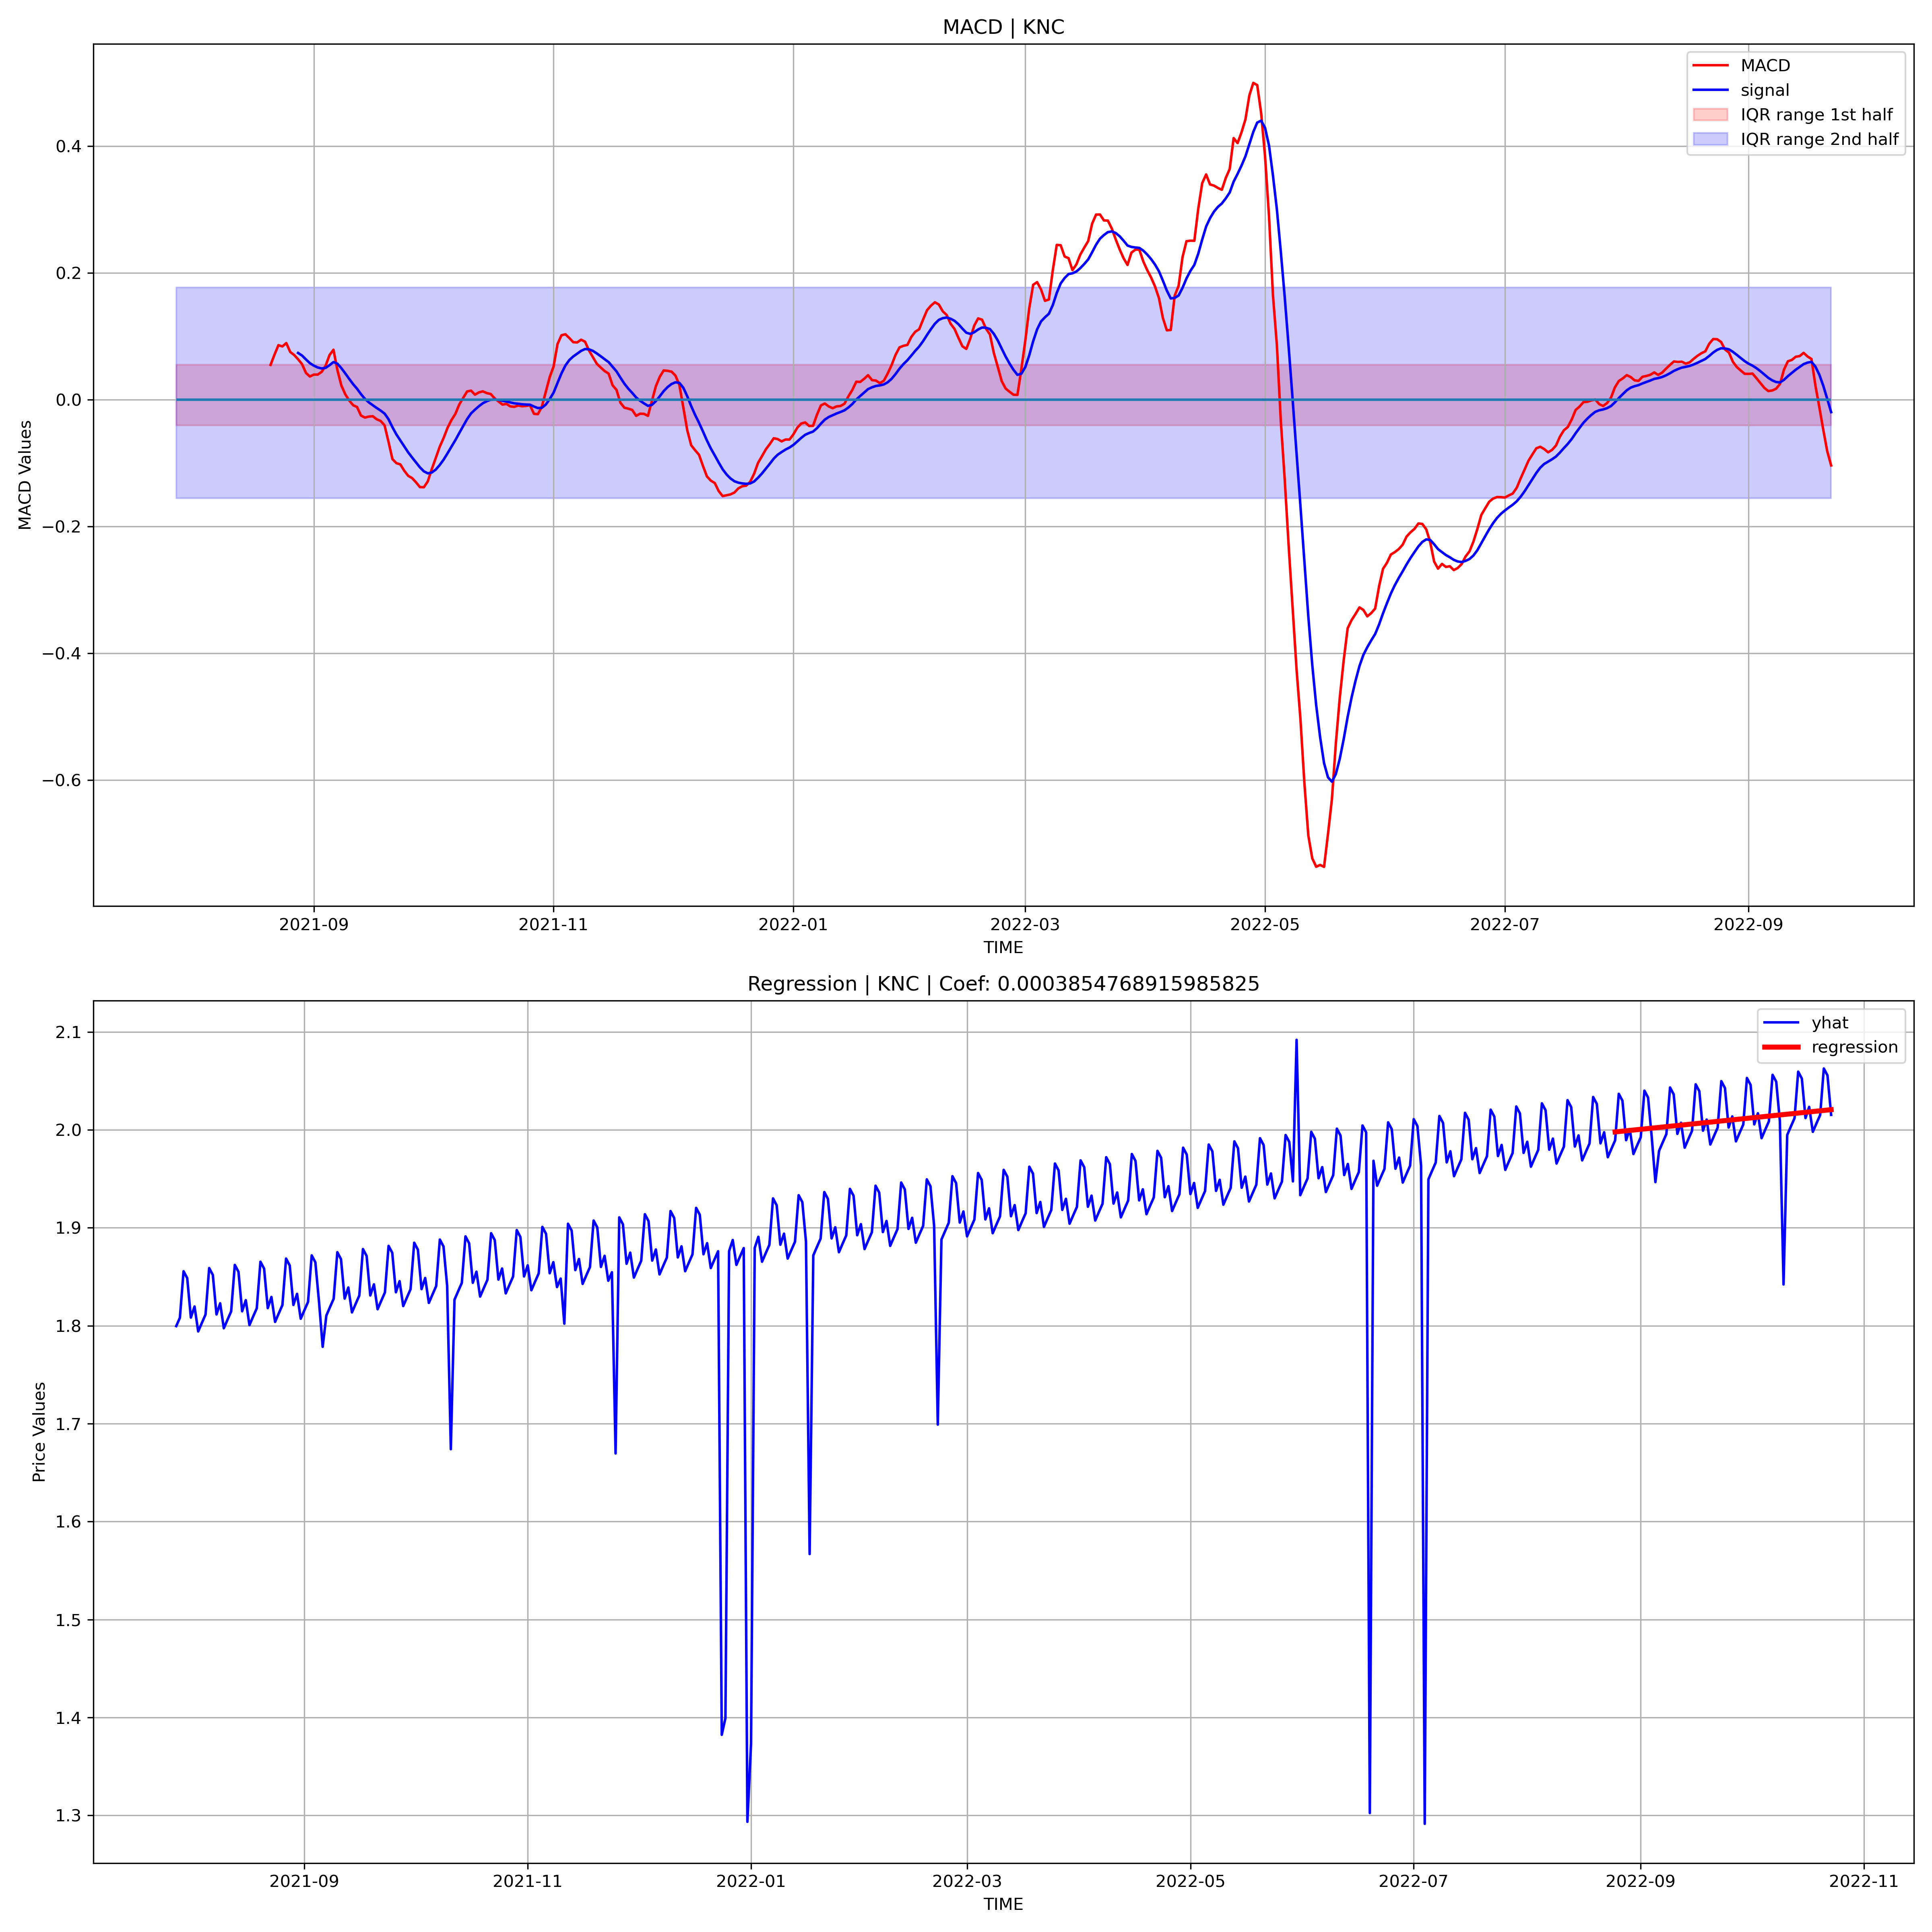 MACD | KNC
MACD
signal
IQR range 1st half
IQR range 2nd half
MACD Values
0.4
0.2
0.0
−0.2
−0.4
−0.6
2021-09 2021-11 2022-01 2022-03 2022-05 2022-07 2022-09
TIME
Regression | KNC | Coef: 0.0003854768915985825
yhat
regression
Price Values
2.1
2.0
1.9
1.8
1.7
1.6
1.5
1.4
1.3
2021-09 2021-11 2022-01 2022-03 2022-05 2022-07 2022-09 2022-11
TIME